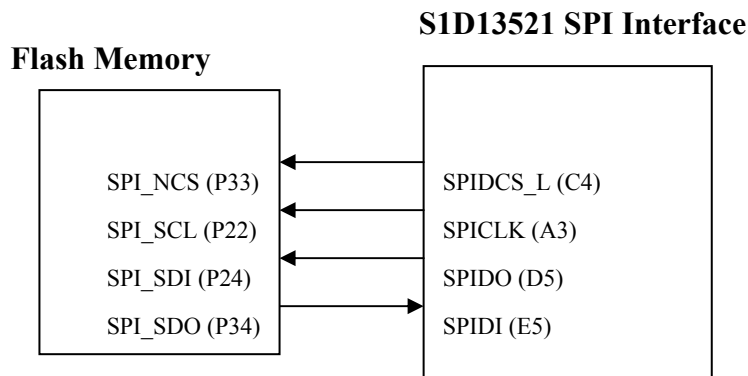 S1D13521 SPI Interface
Flash Memory
SPI_NCS (P33)
SPIDCS_L (C4)
SPI_SCL (P22)
SPICLK (A3)
SPI_SDI (P24)
SPIDO (D5)
SPI_SDO (P34)
SPIDI (E5)